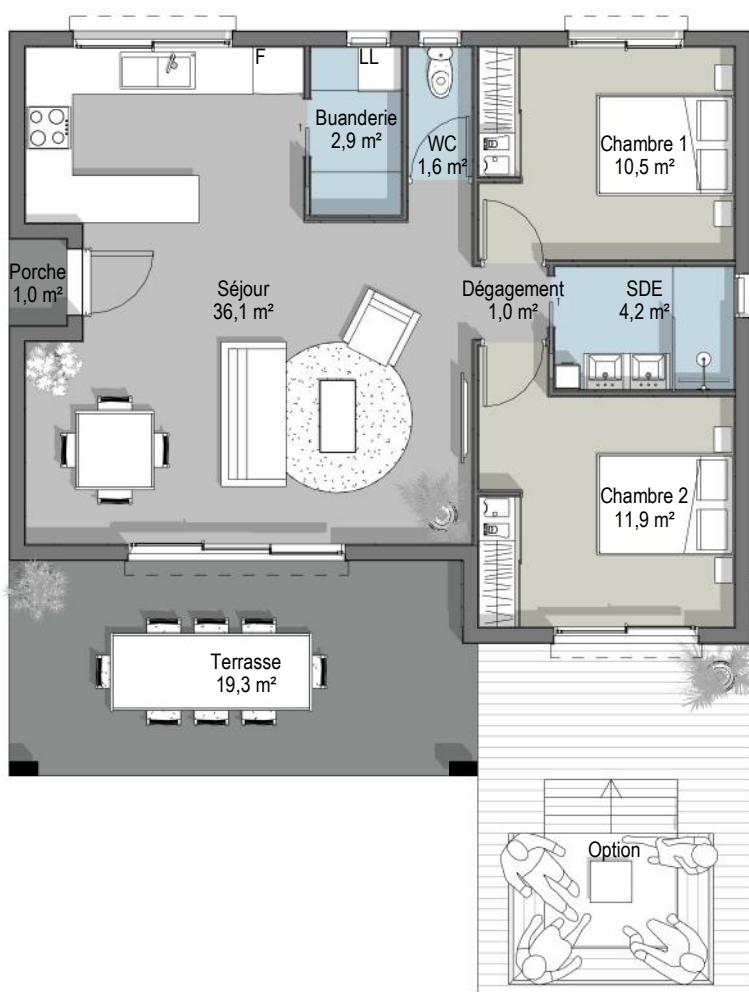 F
LL
Buanderie
2,9 m²
WC
1,6 m²
Chambre 1
10,5 m²
Porche
1,0 m²
Séjour
36,1 m²
Dégagement
1,0 m²
SDE
4,2 m²
Chambre 2
11,9 m²
Terrasse
19,3 m²
Option